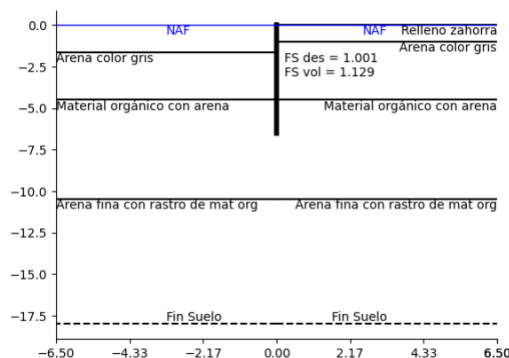 0.0
NAF
NAF
Relleno zahorra
Arena color gris
Arena color gris
FS des = 1.001
−2.5
FS vol = 1.129
−5.0
Material orgánico con arena
Material orgánico con arena
−7.5
−10.0
Arena fina con rastro de mat org
Arena fina con rastro de mat org
−12.5
−15.0
Fin Suelo
Fin Suelo
−17.5
−6.50
−4.33
−2.17
0.00
2.17
4.33
6.50